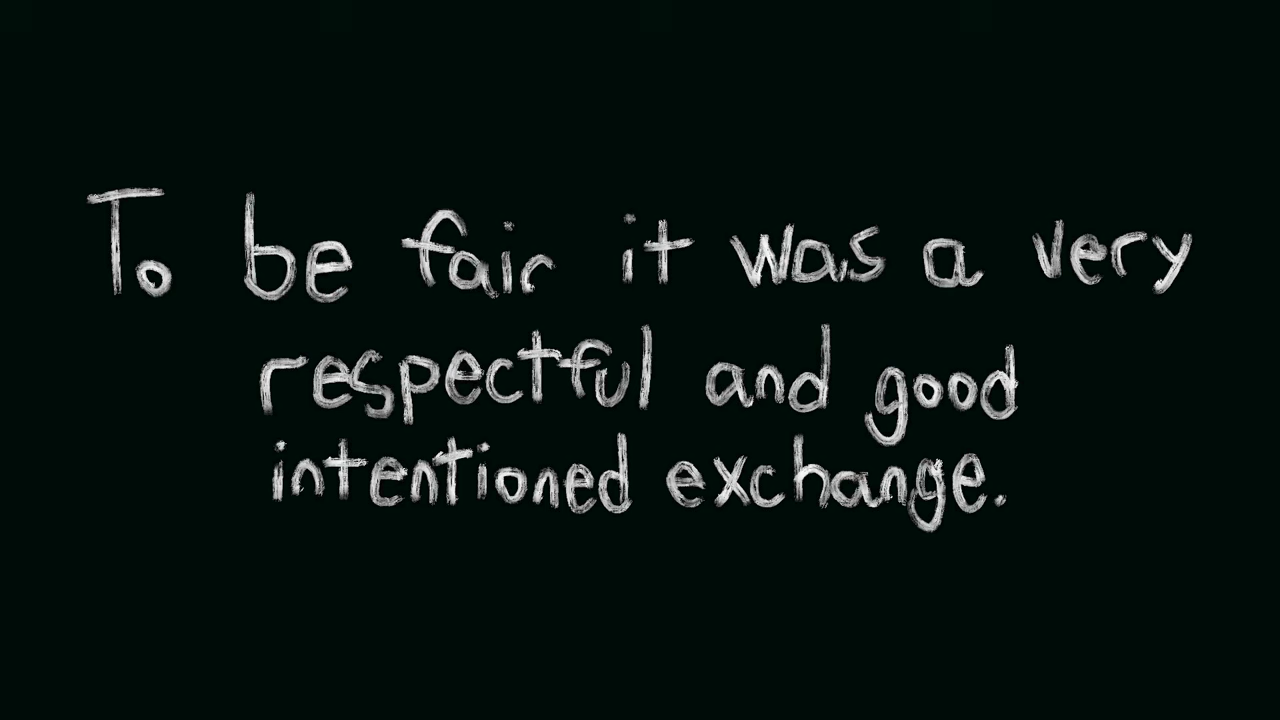 To be fair it was a very
respectful and good
intentioned exchange.